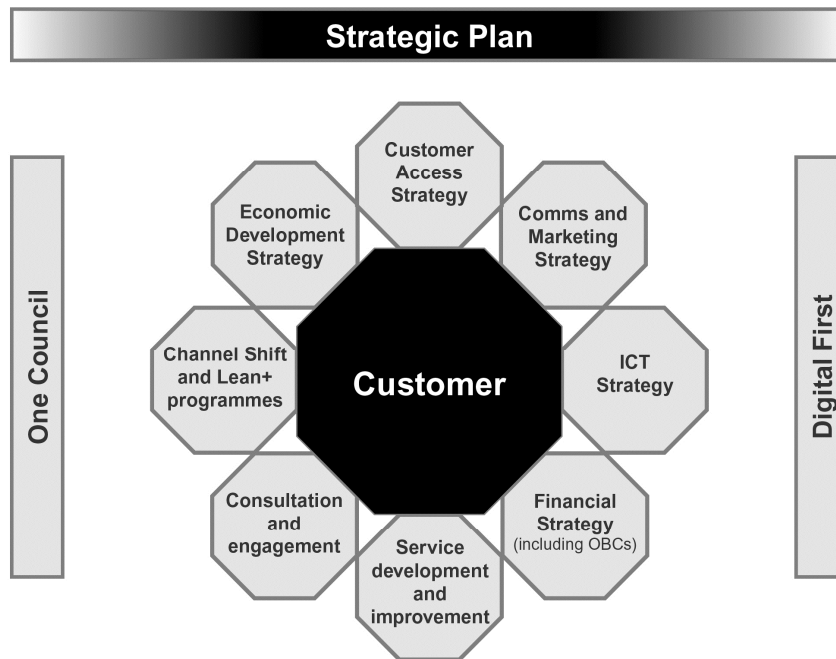 Strategic Plan
One Council
Customer
Access
Strategy
Economic
Development
Strategy
Comms and
Marketing
Strategy
Channel Shift
and Lean+
programmes
Customer
ICT
Strategy
Consultation
and
engagement
Service
development
and
improvement
Financial
Strategy
(including OBCs)
Digital First